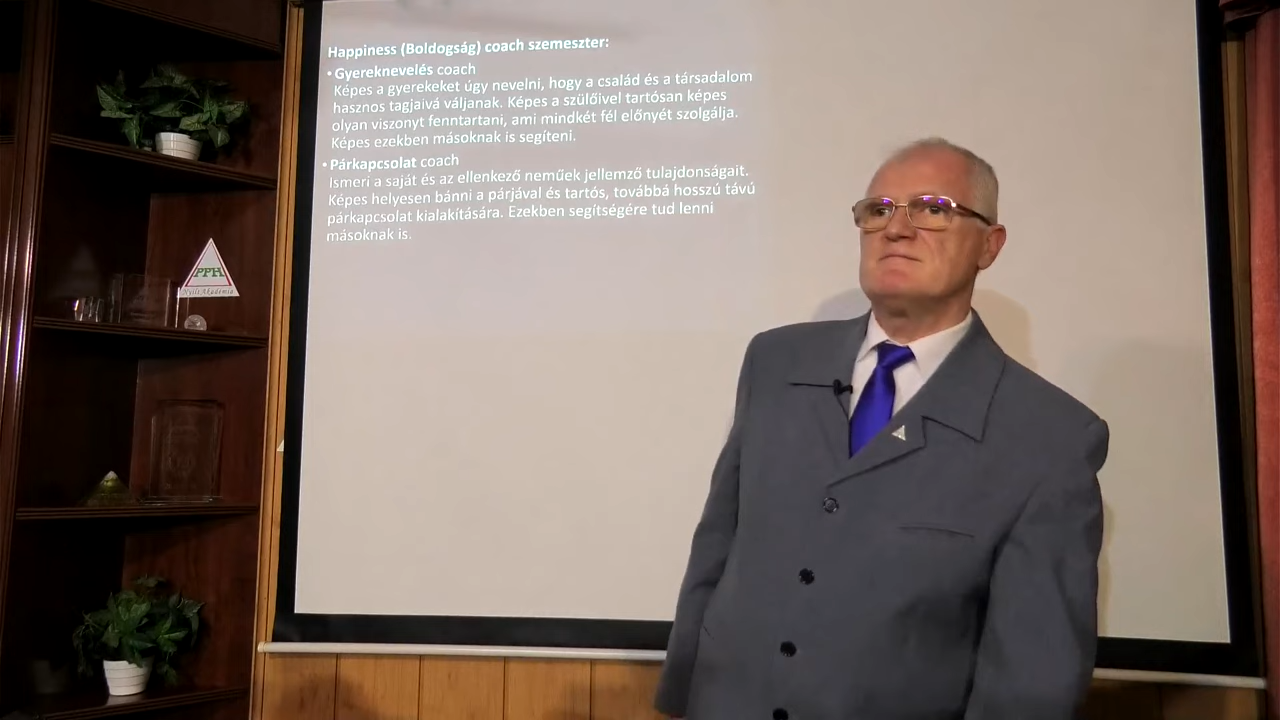 Happiness (Boldogság) coach szemeszter:
• Gyereknevelés coach
Képes a gyerekeket úgy nevelni, hogy a család és a társadalom
hasznos tagjaivá váljanak. Képes a szülőivel tartósan képes
olyan viszonyt fenntartani, ami mindkét fél előnyét szolgálja.
Képes ezekben másoknak is segíteni.
• Párkapcsolat coach
Ismeri a saját és az ellenkező neműek jellemző tulajdonságait.
Képes helyesen bánni a párjával és tartós, továbbá hosszú távú
párkapcsolat kialakítására. Ezekben segítségére tud lenni
másoknak is.
PPH
Nyílt Akadémia